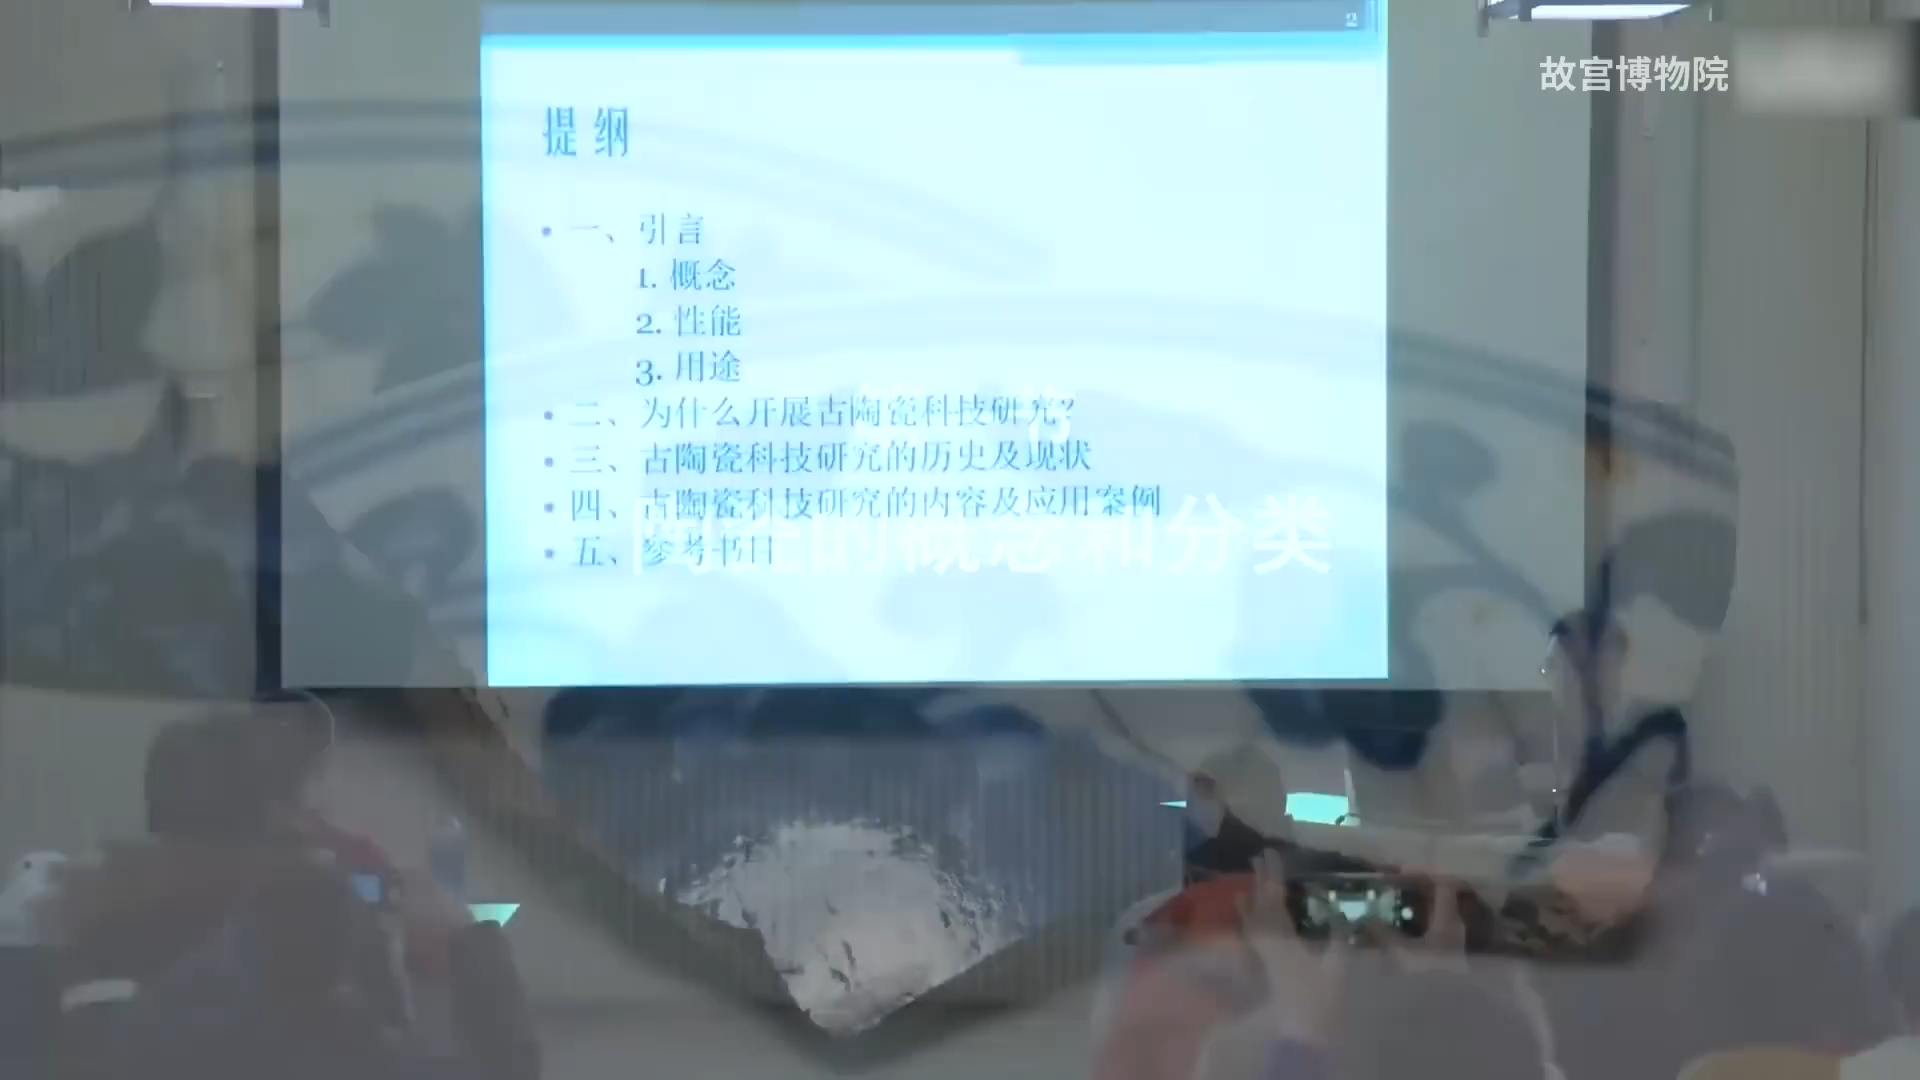 2
故宫博物院
提纲
• 一、引言
1. 概念
2. 性能
3. 用途
• 二、为什么开展古陶瓷科技研究?
• 三、古陶瓷科技研究的历史及现状
• 四、古陶瓷科技研究的内容及应用案例
• 五、参考书目
陶瓷的概念和分类